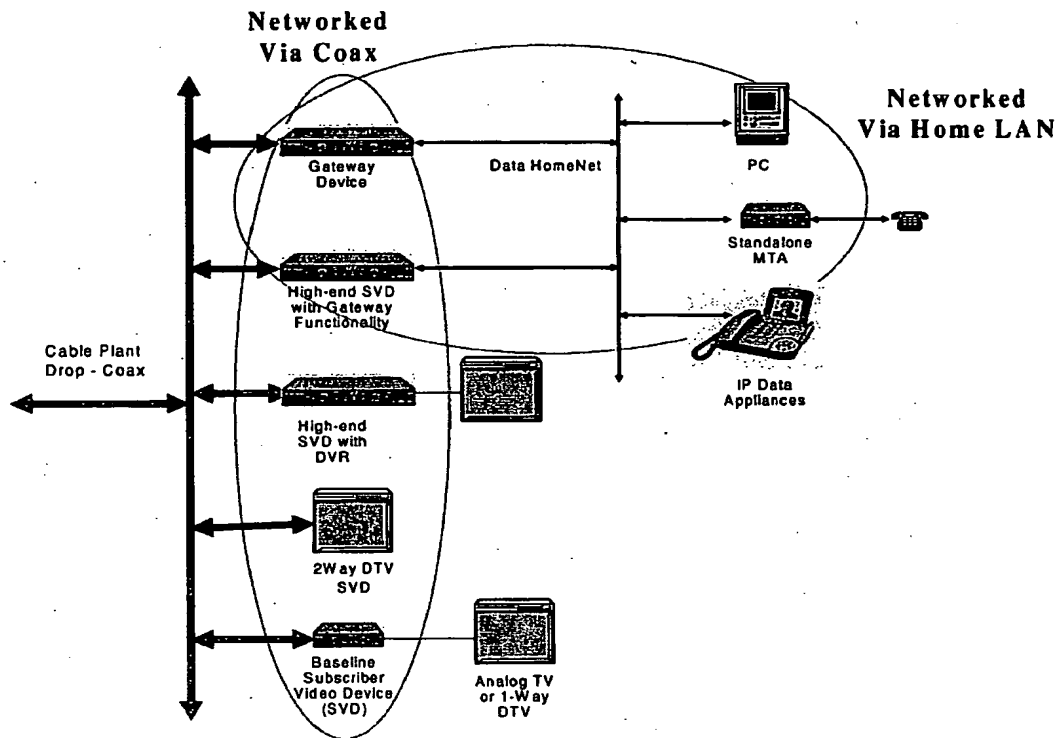 Networked
Via Coax
Networked
Via Home LAN
Gateway
Device
Data HomeNet
PC
Standalone
MTA
High-end SVD
with Gateway
Functionality
IP Data
Appliances
Cable Plant
Drop - Coax
High-end
SVD with
DVR
2Way DTV
SVD
Baseline
Subscriber
Video Device
(SVD)
Analog TV
or 1-Way
DTV